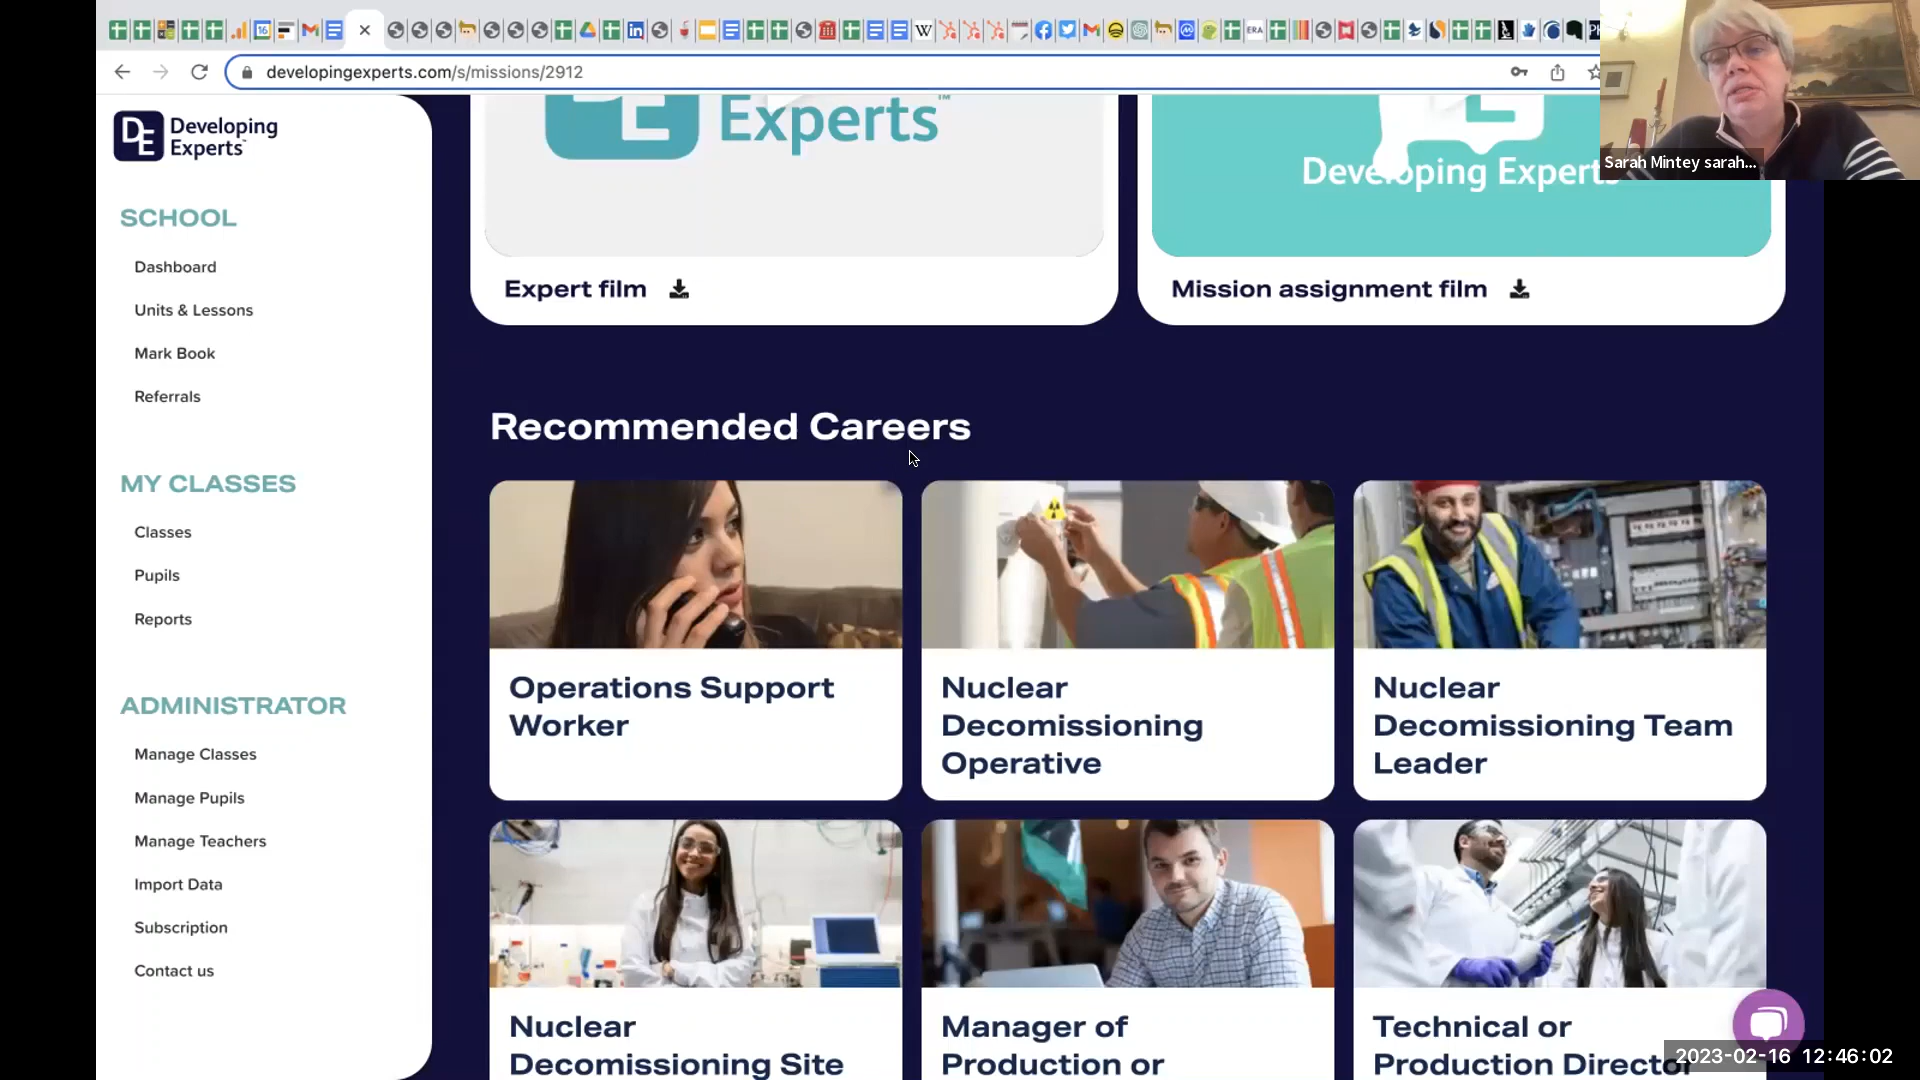 developingexperts.com/s/missions/2912
Sarah Mintey sarah...
DE Developing
Experts
SCHOOL
Dashboard
Units & Lessons
Mark Book
Referrals
MY CLASSES
Classes
Pupils
Reports
ADMINISTRATOR
Manage Classes
Manage Pupils
Manage Teachers
Import Data
Subscription
Contact us
Experts™
Developing Experts
Expert film
Mission assignment film
Recommended Careers
Operations Support
Worker
Nuclear
Decomissioning
Operative
Nuclear
Decomissioning Team
Leader
Nuclear
Decomissioning Site
Manager of
Production or
Technical or
Production Director
2023-02-16 12:46:02